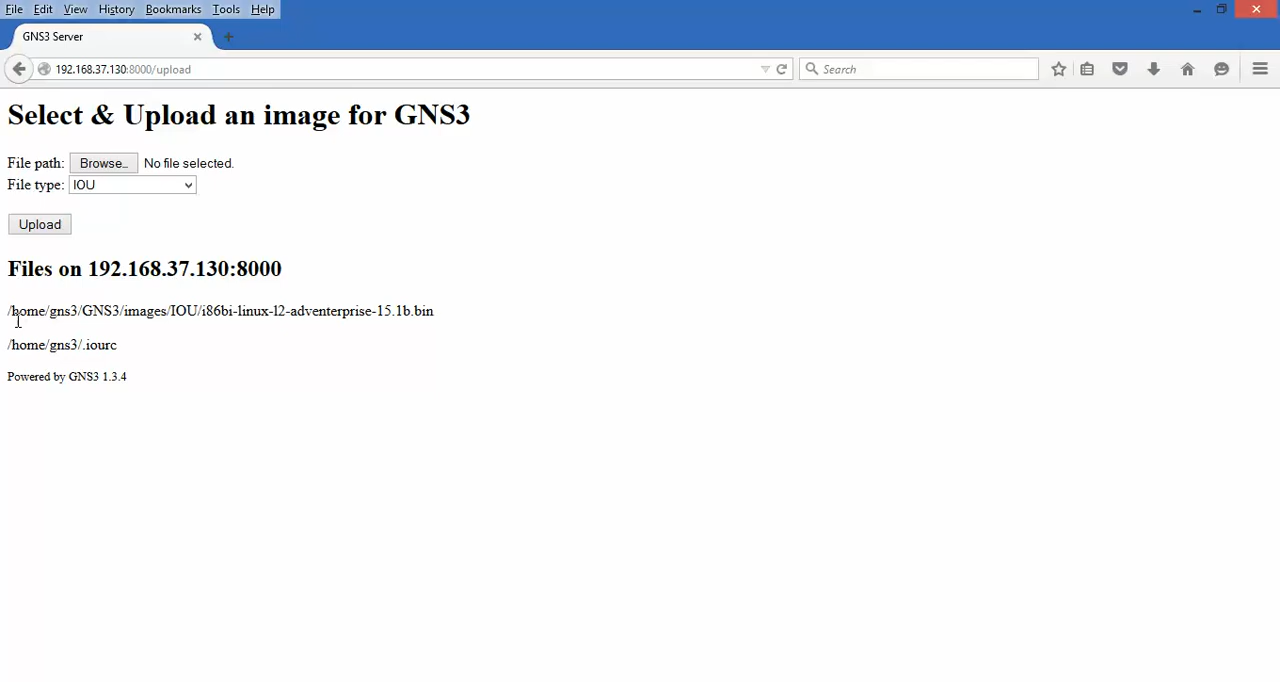 File Edit View History Bookmarks Tools Help
GNS3 Server
192.168.37.130:8000/upload
Search
Select & Upload an image for GNS3
File path: Browse... No file selected.
File type: IOU
Upload
Files on 192.168.37.130:8000
/home/gns3/GNS3/images/IOU/i86bi-linux-l2-adventerprise-15.1b.bin
/home/gns3/.iourc
Powered by GNS3 1.3.4